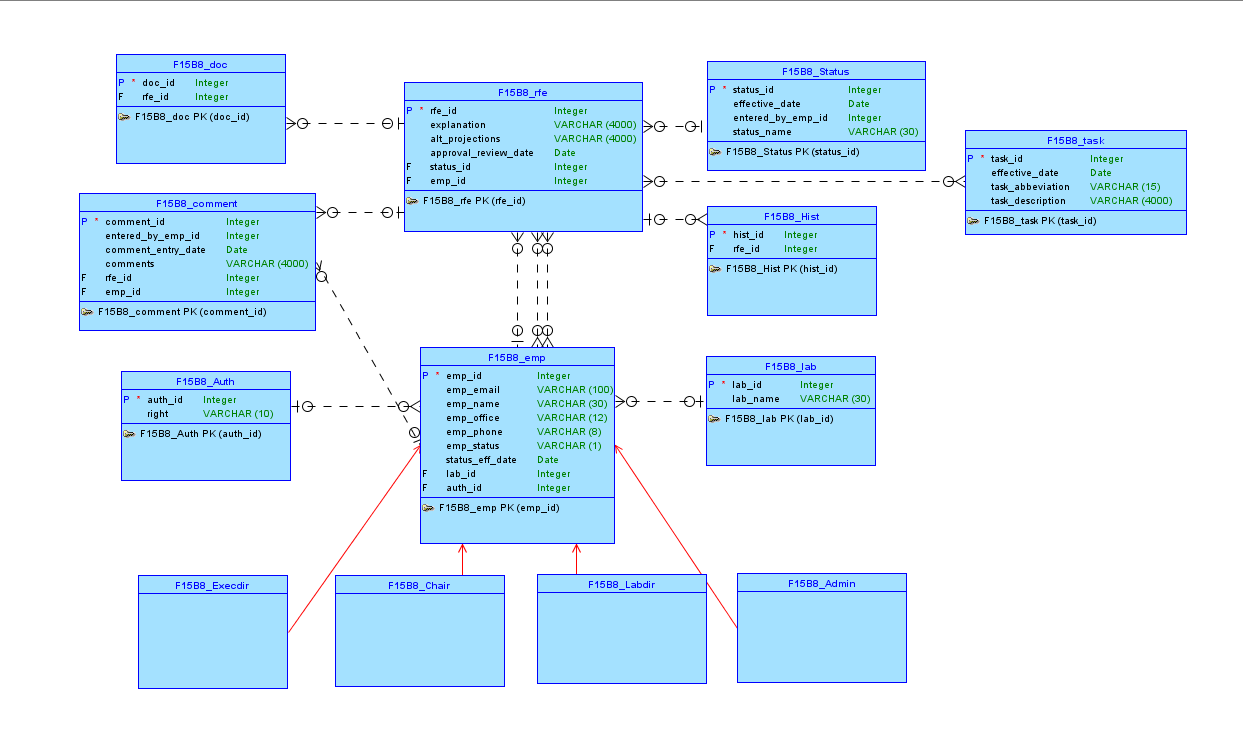 F15B8_doc
P * doc_id Integer
F rfe_id Integer
F15B8_doc PK (doc_id)
F15B8_rfe
P * rfe_id Integer
explanation VARCHAR (4000)
alt_projections VARCHAR (4000)
approval_review_date Date
F status_id Integer
F emp_id Integer
F15B8_rfe PK (rfe_id)
F15B8_Status
P * status_id Integer
effective_date Date
entered_by_emp_id Integer
status_name VARCHAR (30)
F15B8_Status PK (status_id)
F15B8_task
P * task_id Integer
effective_date Date
task_abbeviation VARCHAR (15)
task_description VARCHAR (4000)
F15B8_task PK (task_id)
F15B8_comment
P * comment_id Integer
entered_by_emp_id Integer
comment_entry_date Date
comments VARCHAR (4000)
F rfe_id Integer
F emp_id Integer
F15B8_comment PK (comment_id)
F15B8_Hist
P * hist_id Integer
F rfe_id Integer
F15B8_Hist PK (hist_id)
F15B8_Auth
P * auth_id Integer
right VARCHAR (10)
F15B8_Auth PK (auth_id)
F15B8_emp
P * emp_id Integer
emp_email VARCHAR (100)
emp_name VARCHAR (30)
emp_office VARCHAR (12)
emp_phone VARCHAR (8)
emp_status VARCHAR (1)
status_eff_date Date
F lab_id Integer
F auth_id Integer
F15B8_emp PK (emp_id)
F15B8_lab
P * lab_id Integer
lab_name VARCHAR (30)
F15B8_lab PK (lab_id)
F15B8_Execdir
F15B8_Chair
F15B8_Labdir
F15B8_Admin